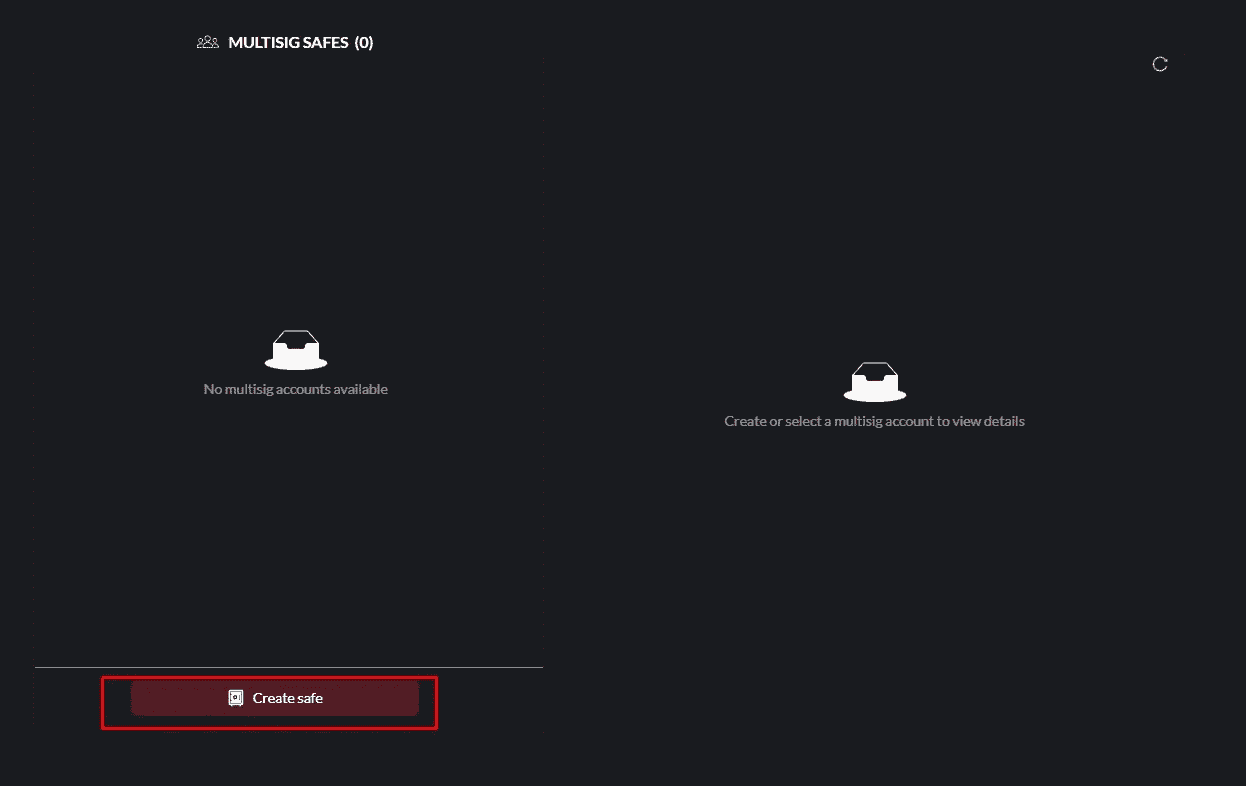 MULTISIG SAFES (0)
No multisig accounts available
Create or select a multisig account to view details
Create safe